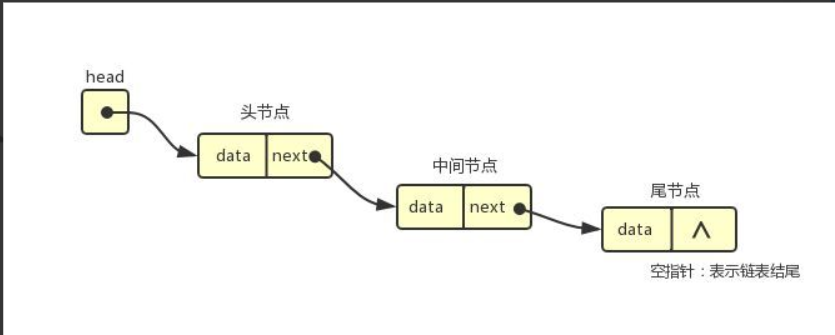 head
头节点
data next
中间节点
data next
尾节点
data ∧
空指针：表示链表结尾